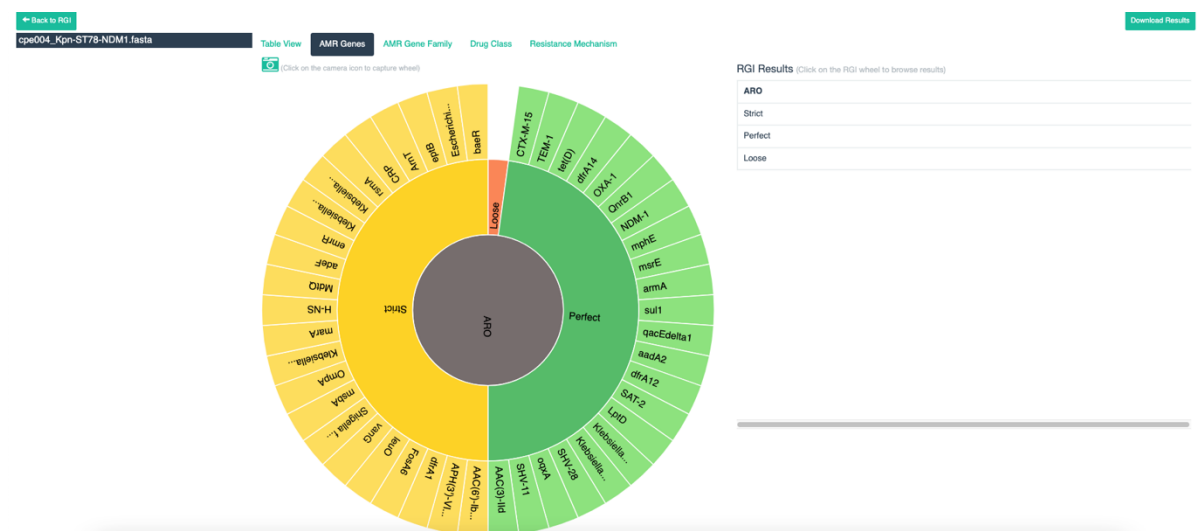 Back to RGI
Download Results
cpe004_Kpn-ST78-NDM1.fasta
Table View
AMR Genes
AMR Gene Family
Drug Class
Resistance Mechanism
(Click on the camera icon to capture wheel)
RGI Results (Click on the RGI wheel to browse results)
ARO
Strict
Perfect
Loose
CTX-M-15
TEM-1
tet(D)
dfrA14
OXA-1
QnrB1
NDM-1
mphE
msrE
armA
sul1
qacEdelta1
aadA2
dfrA12
SAT-2
LptD
Klebsiella...
Klebsiella...
SHV-28
oqxA
SHV-11
AAC(3)-IId
AAC(6')-Ib...
APH(3')-VI...
dfrA1
FosA6
leuO
vanG
Shigella f...
msbA
OmpA
Klebsiella...
marA
H-NS
MdtQ
adeF
emrR
Klebsiella...
Klebsiella...
rsmA
CRP
ArnT
eptB
Escherichi...
baeR
Loose
Perfect
Strict
ARO